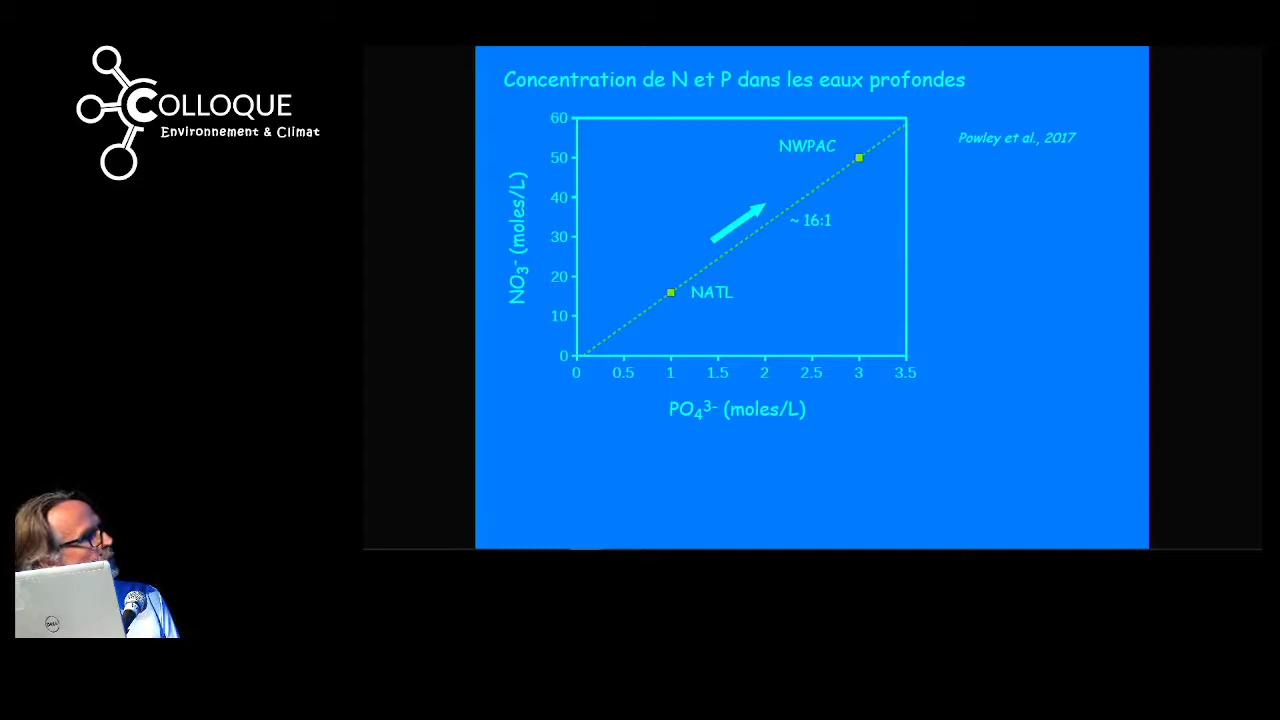 COLLOQUE
Environnement & Climat
Concentration de N et P dans les eaux profondes
Powley et al., 2017
60
50
40
30
20
10
0
NO₃⁻ (moles/L)
NWPAC
~ 16:1
NATL
0 0.5 1 1.5 2 2.5 3 3.5
PO₄³⁻ (moles/L)
DELL